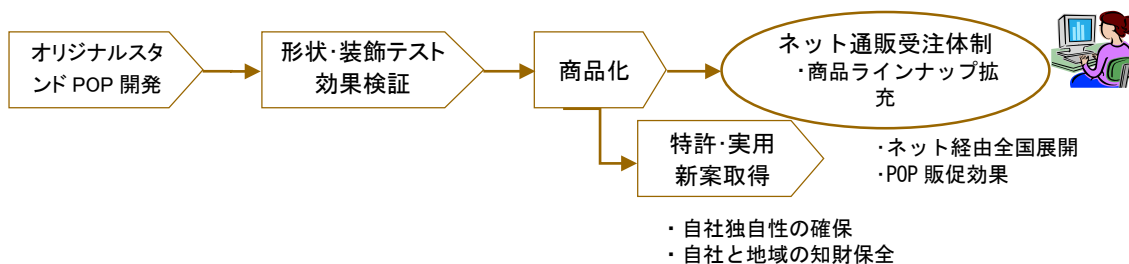 オリジナルスタ
ンド POP 開発
形状・装飾テスト
効果検証
商品化
ネット通販受注体制
・商品ラインナップ拡
充
特許・実用
新案取得
・ネット経由全国展開
・POP 販促効果
・自社独自性の確保
・自社と地域の知財保全